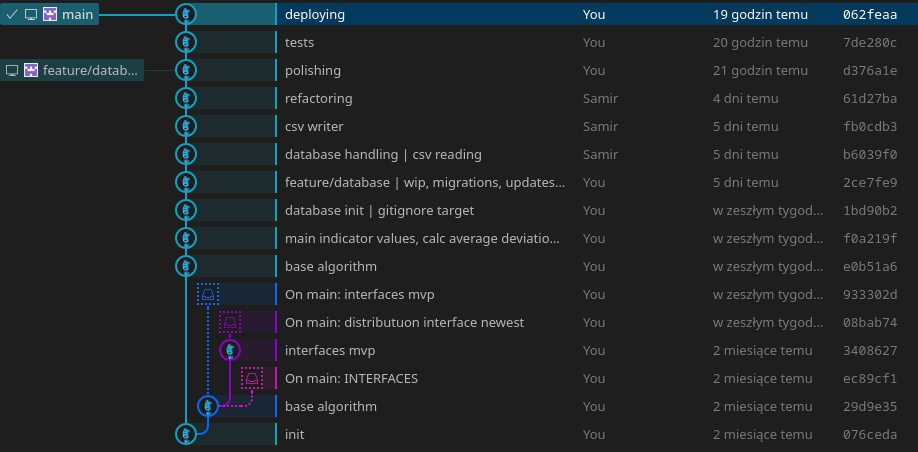 main deploying You 19 godzin temu 062feaa
tests You 20 godzin temu 7de280c
feature/datab... polishing You 21 godzin temu d376a1e
refactoring Samir 4 dni temu 61d27ba
csv writer Samir 5 dni temu fb0cdb3
database handling | csv reading Samir 5 dni temu b6039f0
feature/database | wip, migrations, updates... You 5 dni temu 2ce7fe9
database init | gitignore target You w zeszłym tygod... 1bd90b2
main indicator values, calc average deviatio... You w zeszłym tygod... f0a219f
base algorithm You w zeszłym tygod... e0b51a6
On main: interfaces mvp You w zeszłym tygod... 933302d
On main: distributuon interface newest You w zeszłym tygod... 08bab74
interfaces mvp You 2 miesiące temu 3408627
On main: INTERFACES You 2 miesiące temu ec89cf1
base algorithm You 2 miesiące temu 29d9e35
init You 2 miesiące temu 076ceda